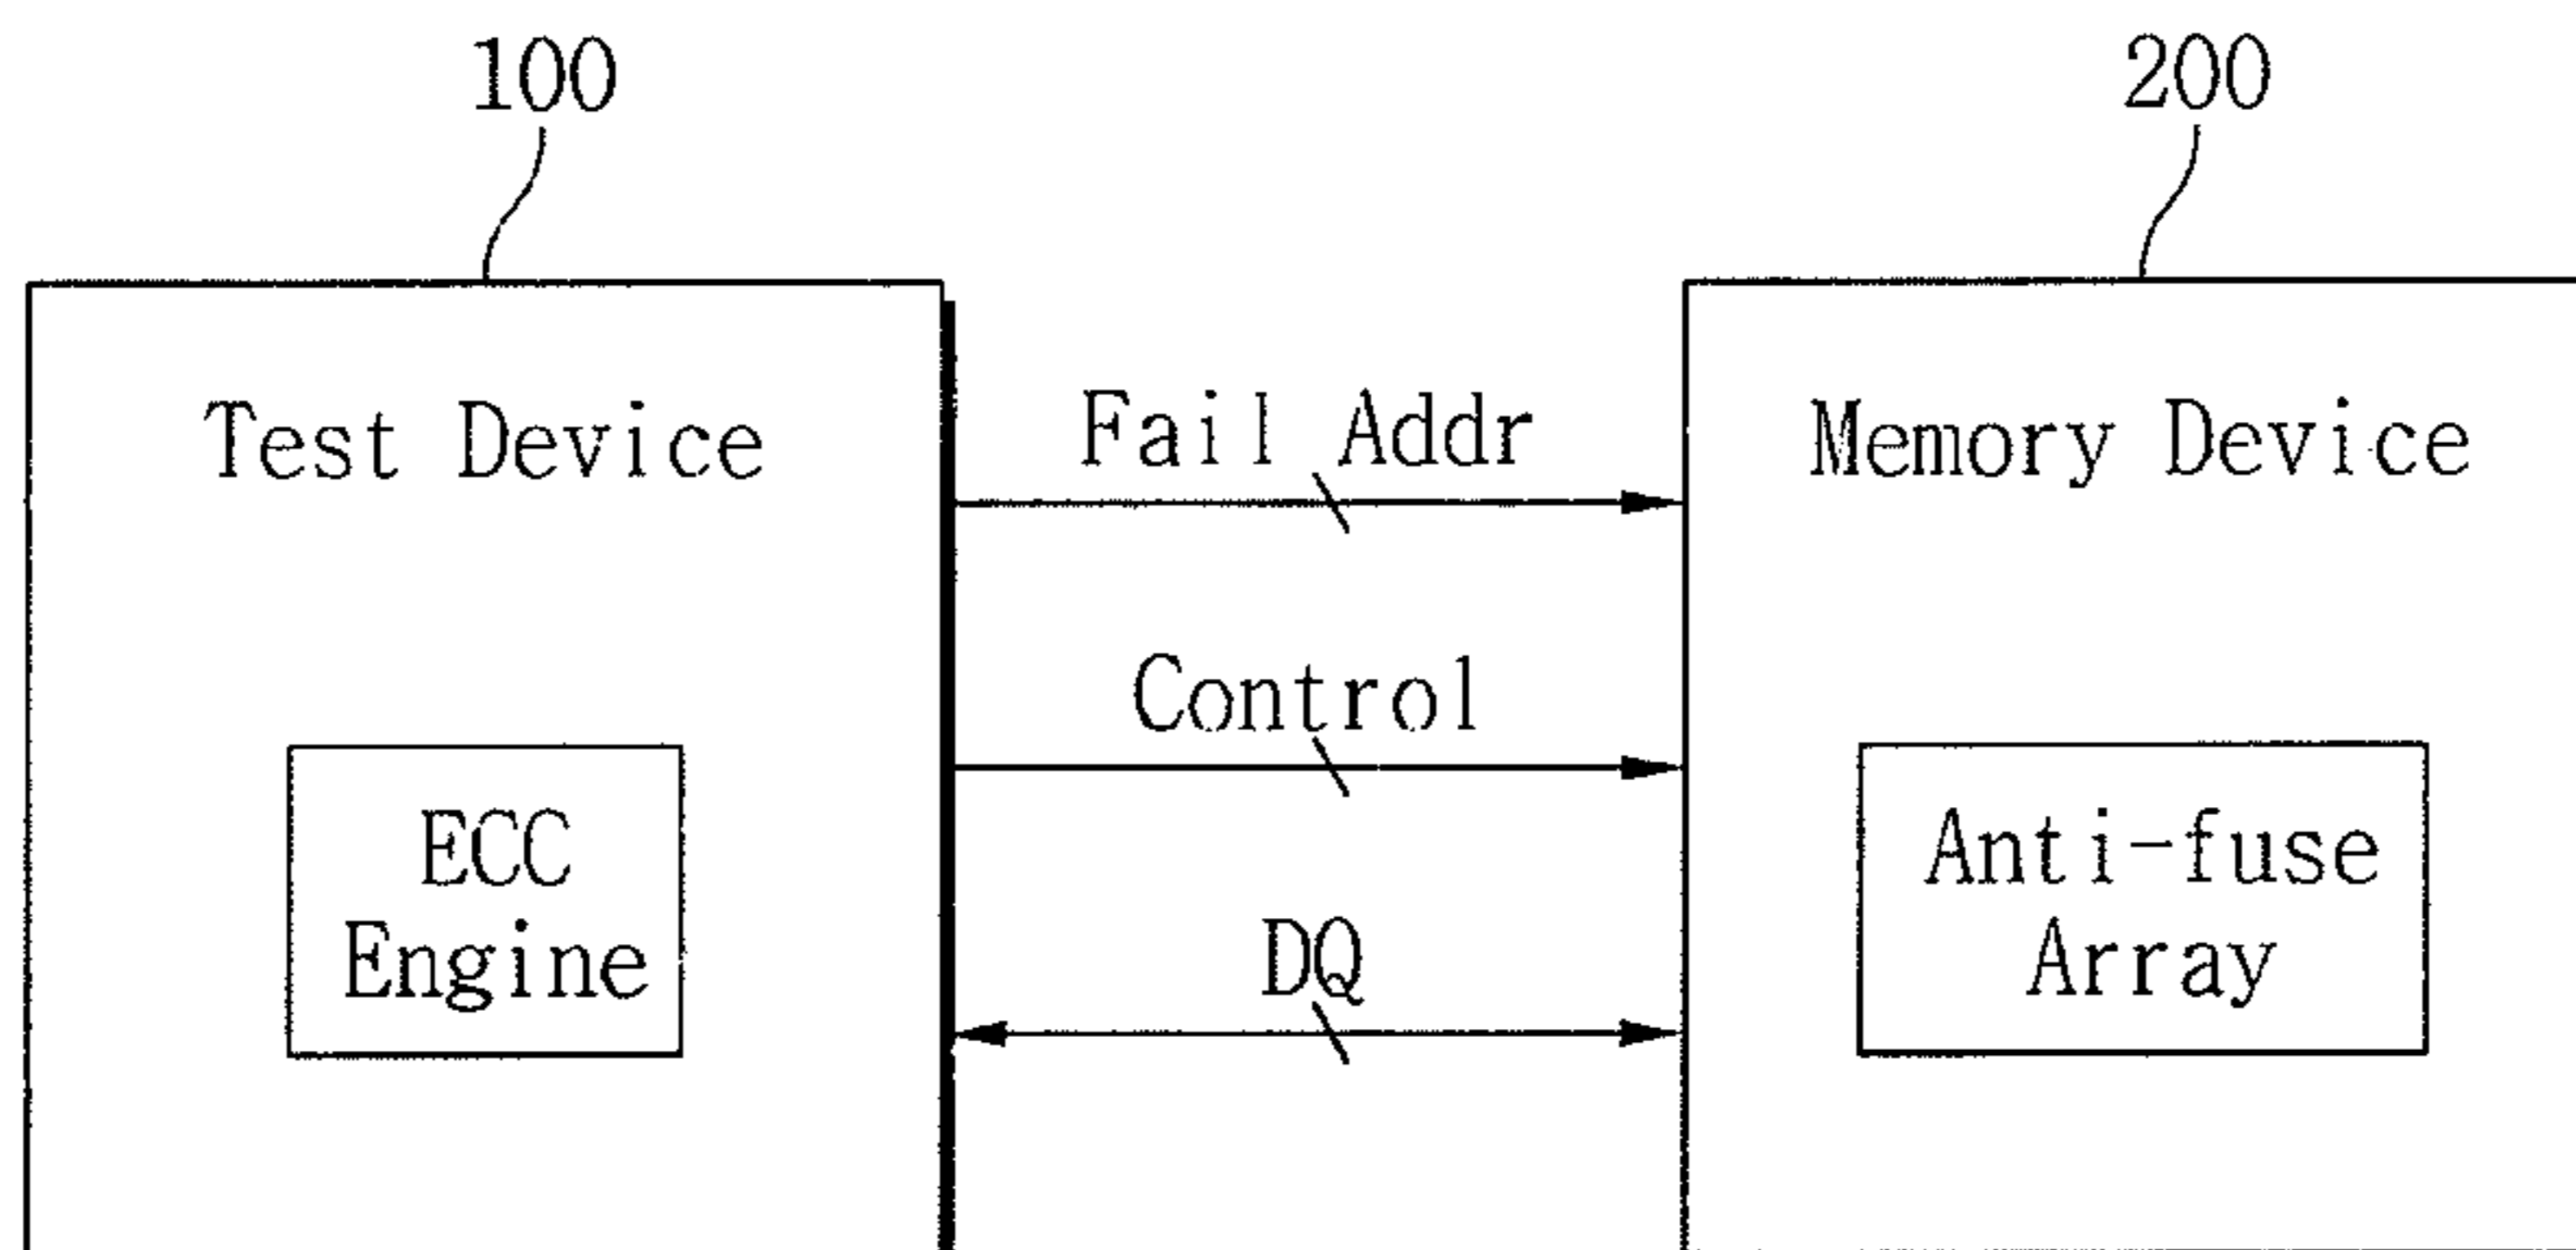 100
200
Test Device
Fail Addr
Memory Device
Control
ECC
Engine
Anti-fuse
Array
DQ